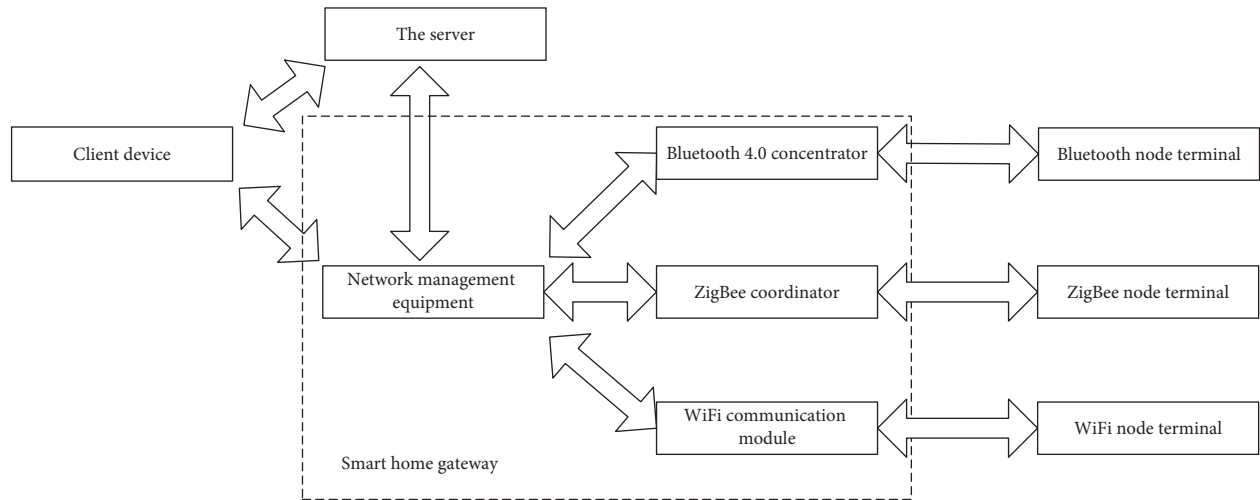 The server
Client device
Bluetooth 4.0 concentrator
Bluetooth node terminal
Network management
equipment
ZigBee coordinator
ZigBee node terminal
WiFi communication
module
WiFi node terminal
Smart home gateway